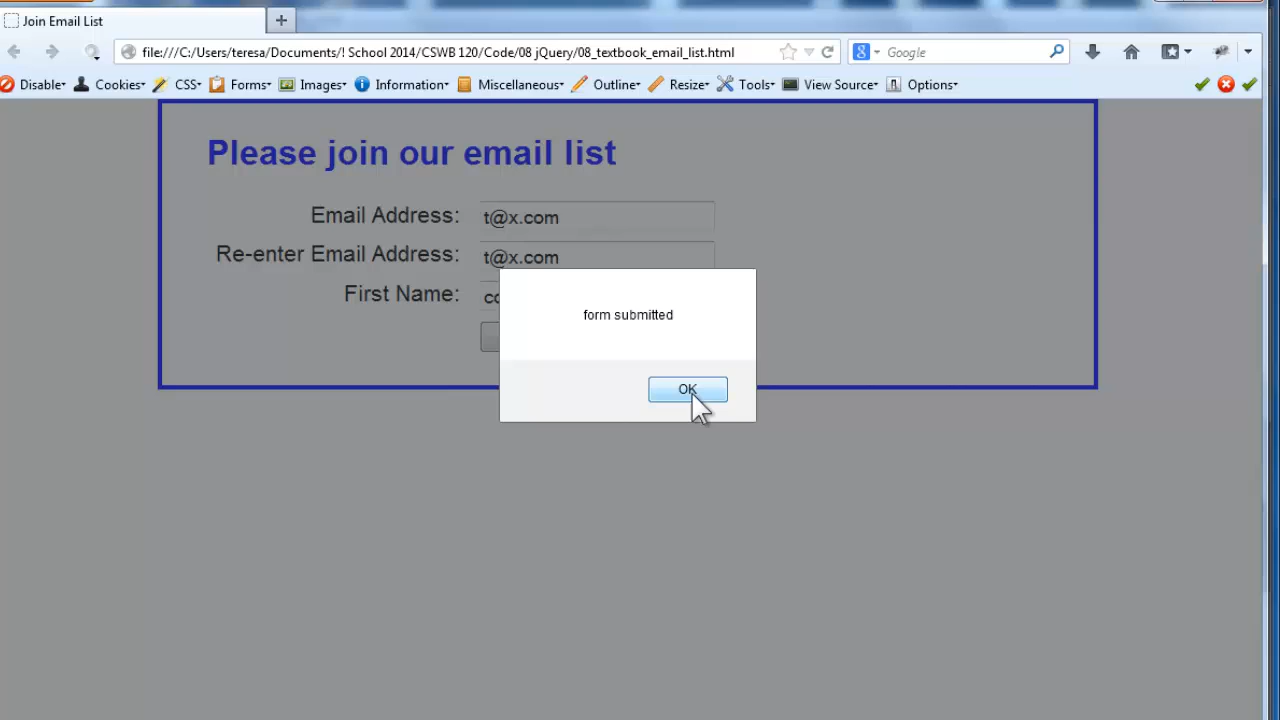 Join Email List
file:///C:/Users/teresa/Documents/! School 2014/CSWB 120/Code/08 jQuery/08_textbook_email_list.html
Google
Disable Cookies CSS Forms Images Information Miscellaneous Outline Resize Tools View Source Options
Please join our email list
Email Address: t@x.com
Re-enter Email Address: t@x.com
First Name:
form submitted
OK